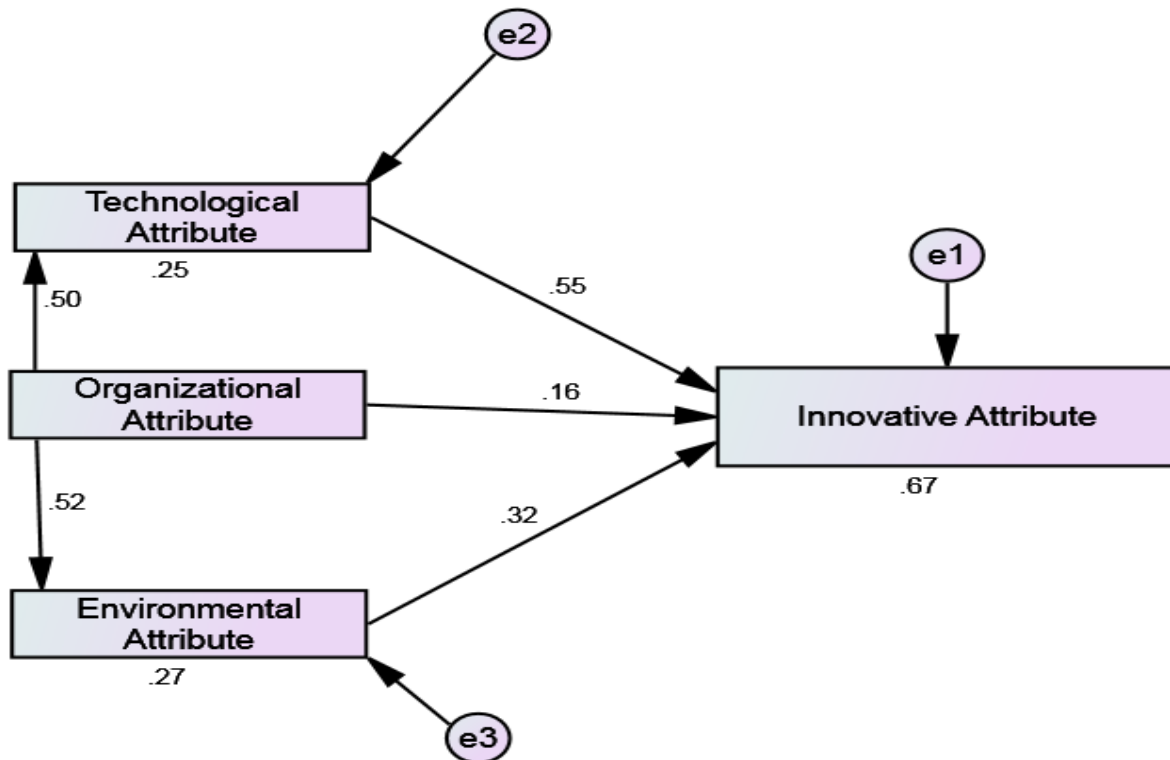 e2
Technological
Attribute
.25
.50
.55
e1
Organizational
Attribute
.16
Innovative Attribute
.67
.52
.32
Environmental
Attribute
.27
e3